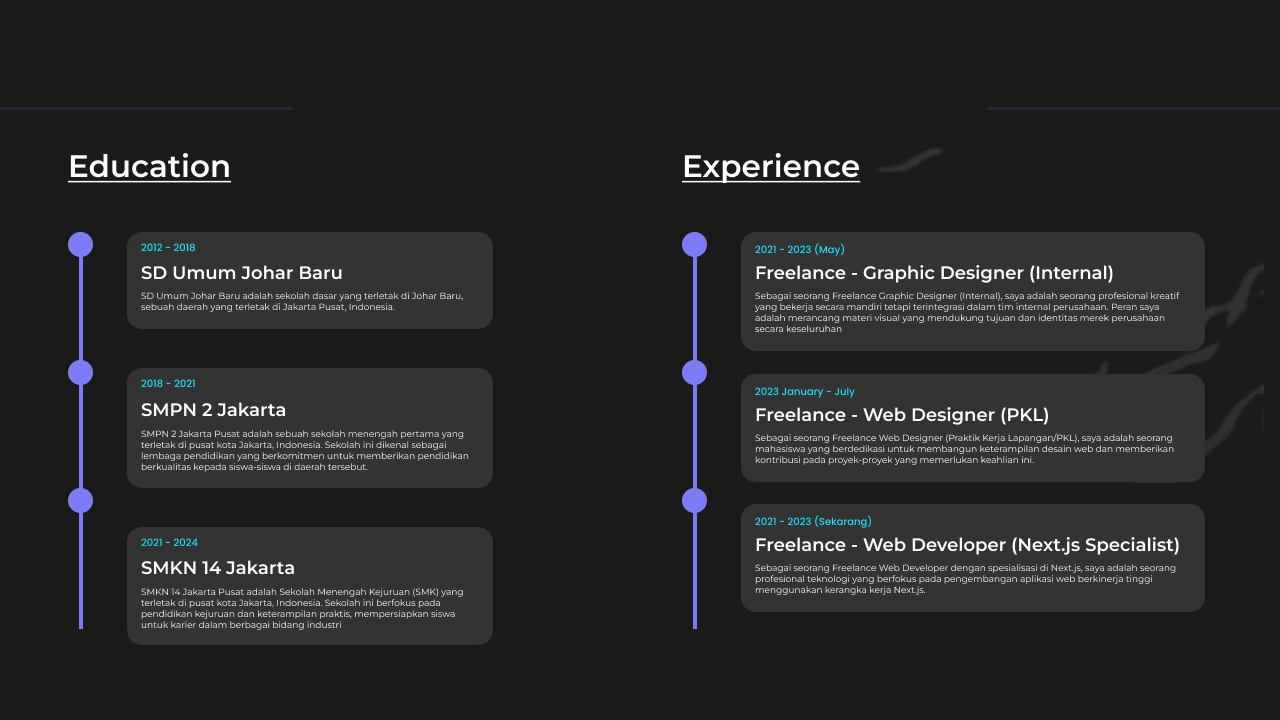 Education
2012 - 2018
SD Umum Johar Baru
SD Umum Johar Baru adalah sekolah dasar yang terletak di Johar Baru,
sebuah daerah yang terletak di Jakarta Pusat, Indonesia.
2018 - 2021
SMPN 2 Jakarta
SMPN 2 Jakarta Pusat adalah sebuah sekolah menengah pertama yang
terletak di pusat kota Jakarta, Indonesia. Sekolah ini dikenal sebagai
lembaga pendidikan yang berkomitmen untuk memberikan pendidikan
berkualitas kepada siswa-siswa di daerah tersebut.
2021 - 2024
SMKN 14 Jakarta
SMKN 14 Jakarta Pusat adalah Sekolah Menengah Kejuruan (SMK) yang
terletak di pusat kota Jakarta, Indonesia. Sekolah ini berfokus pada
pendidikan kejuruan dan keterampilan praktis, mempersiapkan siswa
untuk karier dalam berbagai bidang industri
Experience
2021 - 2023 (May)
Freelance - Graphic Designer (Internal)
Sebagai seorang Freelance Graphic Designer (Internal), saya adalah seorang profesional kreatif
yang bekerja secara mandiri tetapi terintegrasi dalam tim internal perusahaan. Peran saya
adalah merancang materi visual yang mendukung tujuan dan identitas merek perusahaan
secara keseluruhan
2023 January - July
Freelance - Web Designer (PKL)
Sebagai seorang Freelance Web Designer (Praktik Kerja Lapangan/PKL), saya adalah seorang
mahasiswa yang berdedikasi untuk membangun keterampilan desain web dan memberikan
kontribusi pada proyek-proyek yang memerlukan keahlian ini.
2021 - 2023 (Sekarang)
Freelance - Web Developer (Next.js Specialist)
Sebagai seorang Freelance Web Developer dengan spesialisasi di Next.js, saya adalah seorang
profesional teknologi yang berfokus pada pengembangan aplikasi web berkinerja tinggi
menggunakan kerangka kerja Next.js.